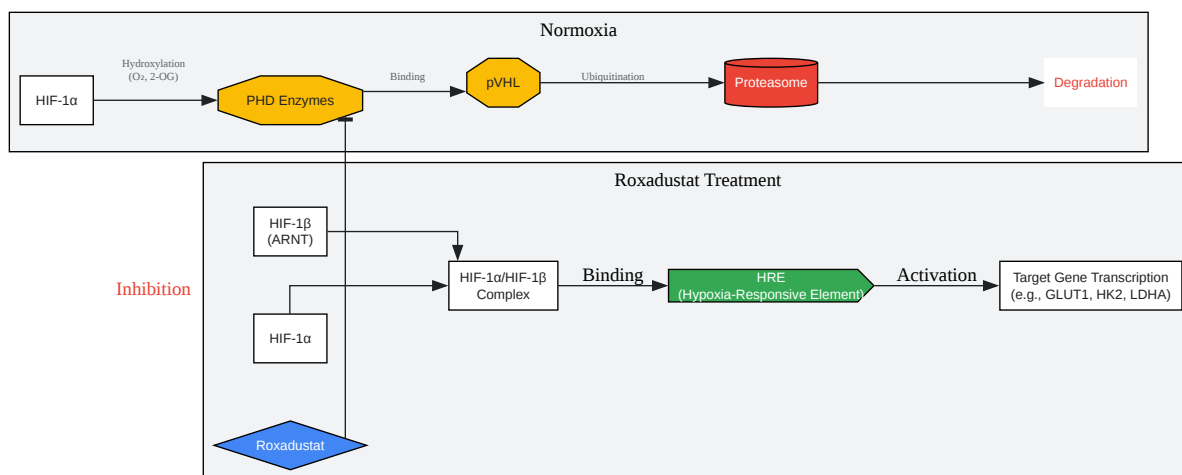 Normoxia
Hydroxylation
(O₂, 2-OG)
HIF-1α
PHD Enzymes
Binding
pVHL
Ubiquitination
Proteasome
Degradation
Roxadustat Treatment
HIF-1β
(ARNT)
Inhibition
HIF-1α/HIF-1β
Complex
Binding
HRE
(Hypoxia-Responsive Element)
Activation
Target Gene Transcription
(e.g., GLUT1, HK2, LDHA)
HIF-1α
Roxadustat